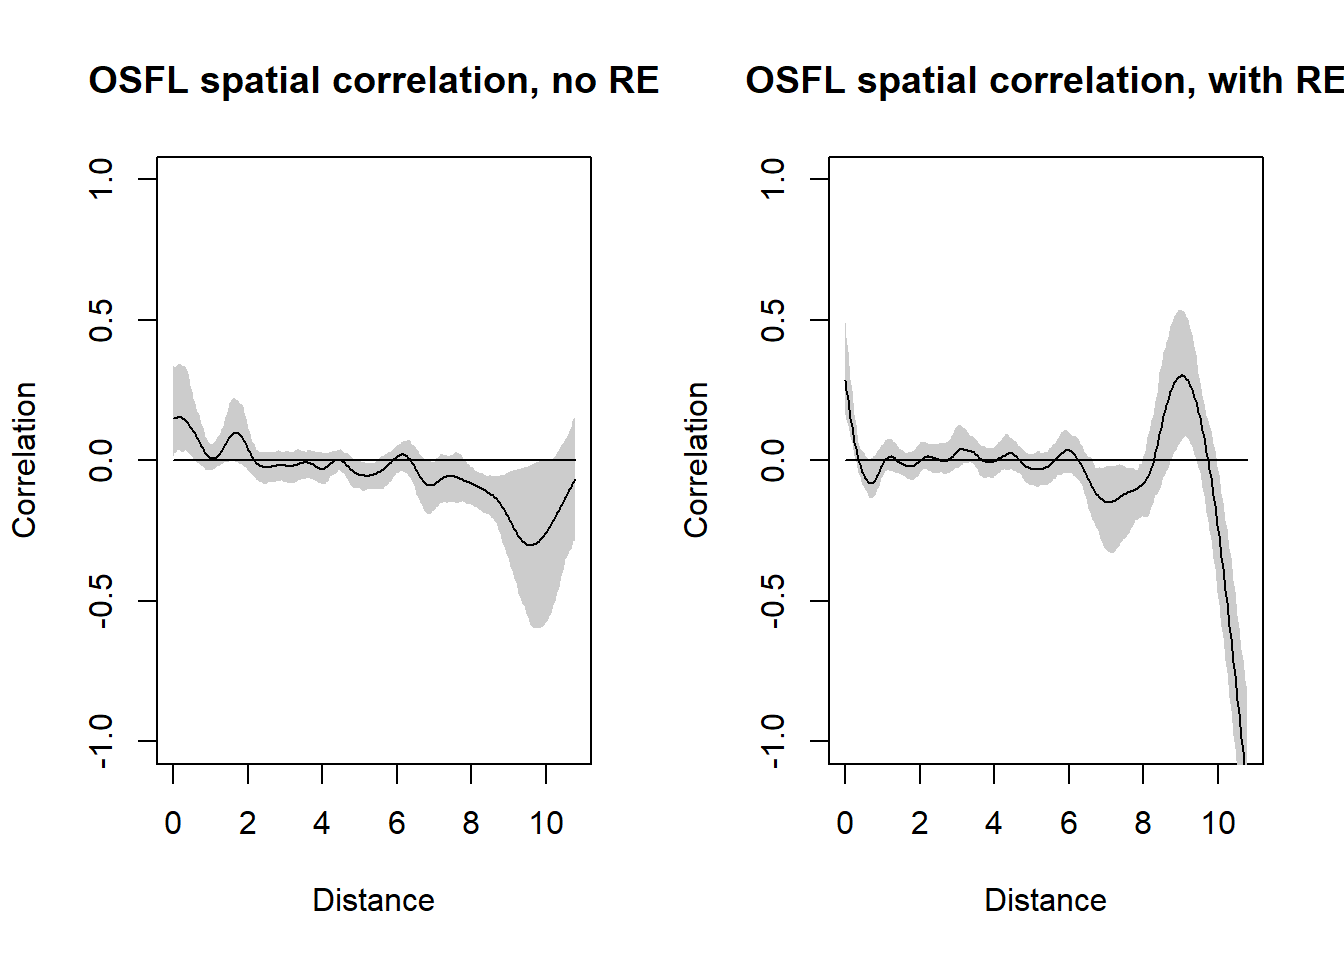 OSFL spatial correlation, no RE
1.0
0.5
0.0
-0.5
-1.0
Correlation
0 2 4 6 8 10
Distance
OSFL spatial correlation, with RE
1.0
0.5
0.0
-0.5
-1.0
Correlation
0 2 4 6 8 10
Distance